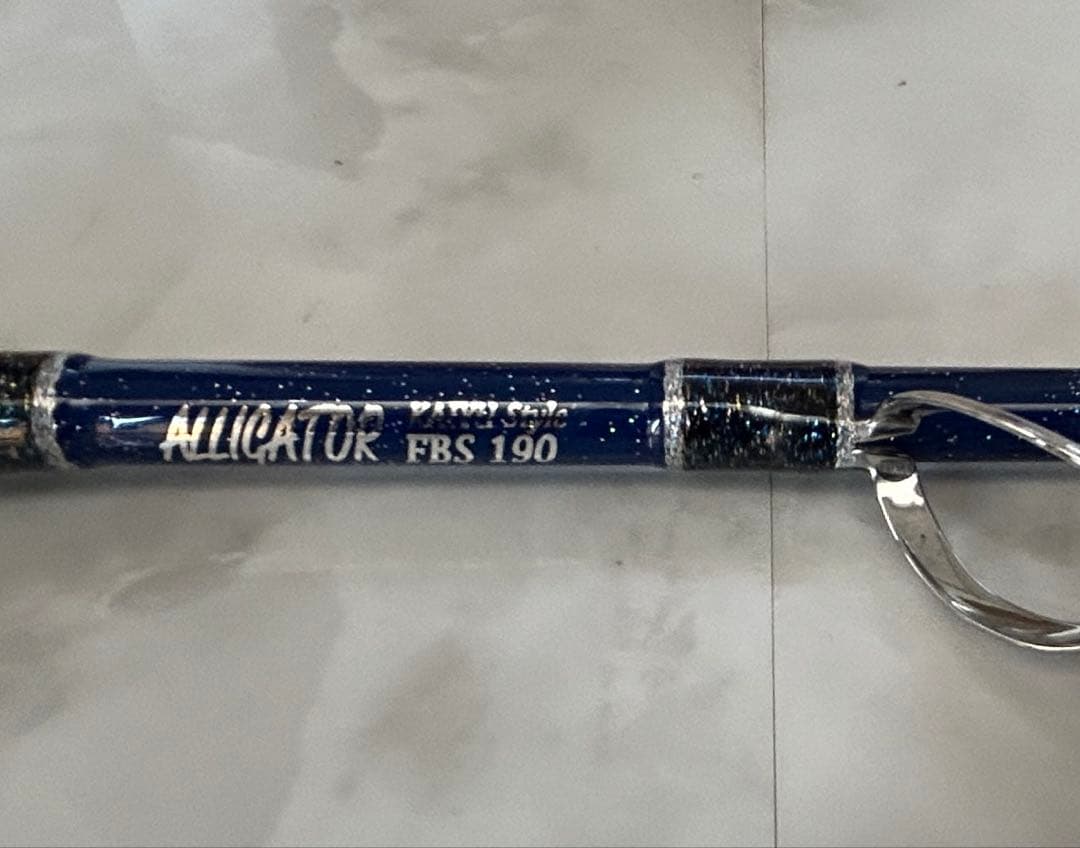 ALLIGATOR
Style
FBS 190